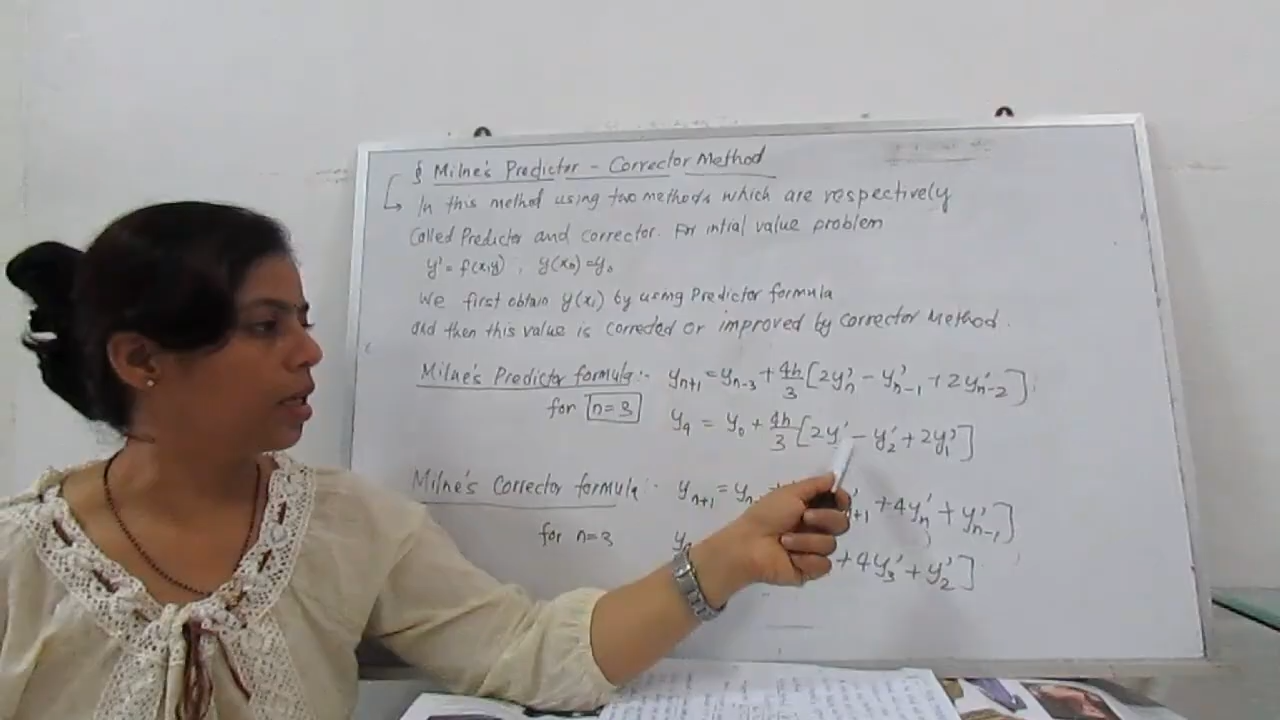 § Milne's Predictor - Corrector Method
→ In this method using two methods which are respectively
Called Predictor and corrector. For intial value problem
y' = f(x,y) , y(x₀) = y₀
We first obtain y(x₁) by using Predictor formula
and then this value is corrected or improved by Corrector Method.
Milne's Predictor formula:- yₙ₊₁ = yₙ₋₃ + 4h/3 [2y'ₙ - y'ₙ₋₁ + 2y'ₙ₋₂].
for n=3 y₄ = y₀ + 4h/3 [2y' - y'₂ + 2y'₁]
Milne's Corrector formula:- yₙ₊₁ = yₙ + 4y'ₙ + y'ₙ₋₁]
for n=3 + 4y'₃ + y'₂]